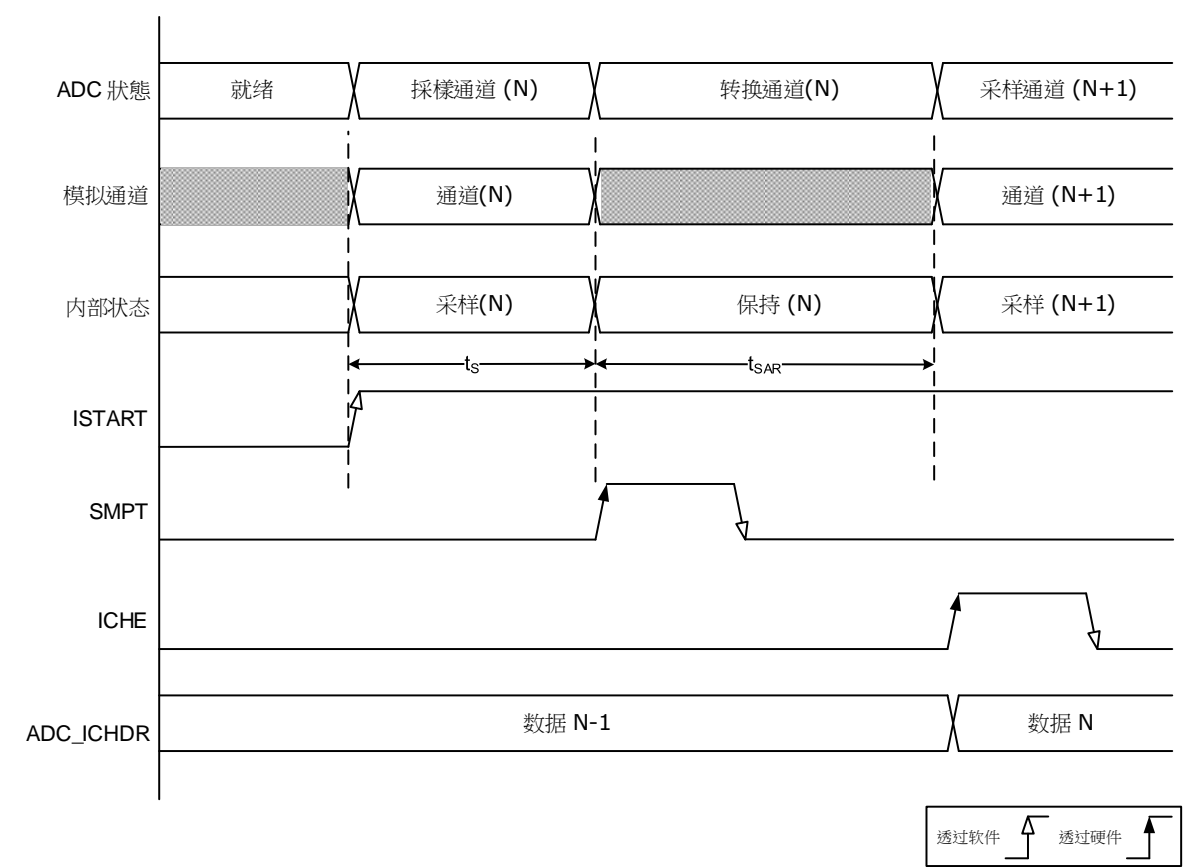 ADC 狀態 就绪 採樣通道 (N) 转换通道(N) 采样通道 (N+1)
模拟通道 通道(N) 通道 (N+1)
内部状态 采样(N) 保持 (N) 采样 (N+1)
tS tSAR
ISTART
SMPT
ICHE
ADC_ICHDR 数据 N-1 数据 N
透过软件 透过硬件